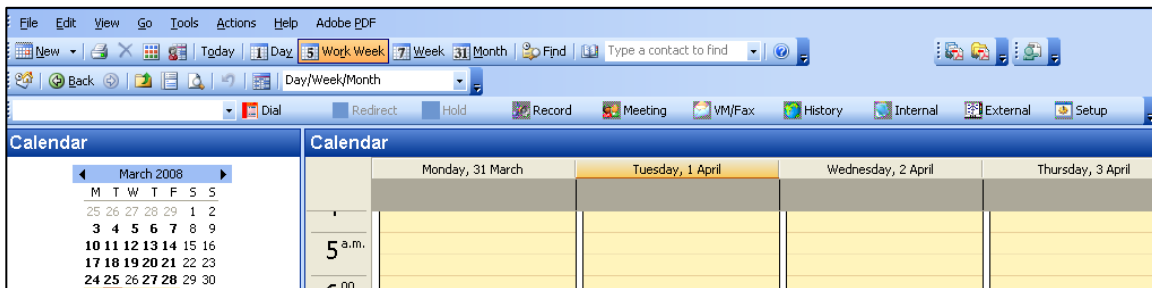 File Edit View Go Tools Actions Help Adobe PDF
New Today 1 Day 5 Work Week 7 Week 31 Month Find Type a contact to find
Back Day/Week/Month
Dial Redirect Hold Record Meeting VM/Fax History Internal External Setup
Calendar Calendar
March 2008 Monday, 31 March Tuesday, 1 April Wednesday, 2 April Thursday, 3 April
M T W T F S S
25 26 27 28 29 1 2
3 4 5 6 7 8 9
10 11 12 13 14 15 16 5 a.m.
17 18 19 20 21 22 23
24 25 26 27 28 29 30